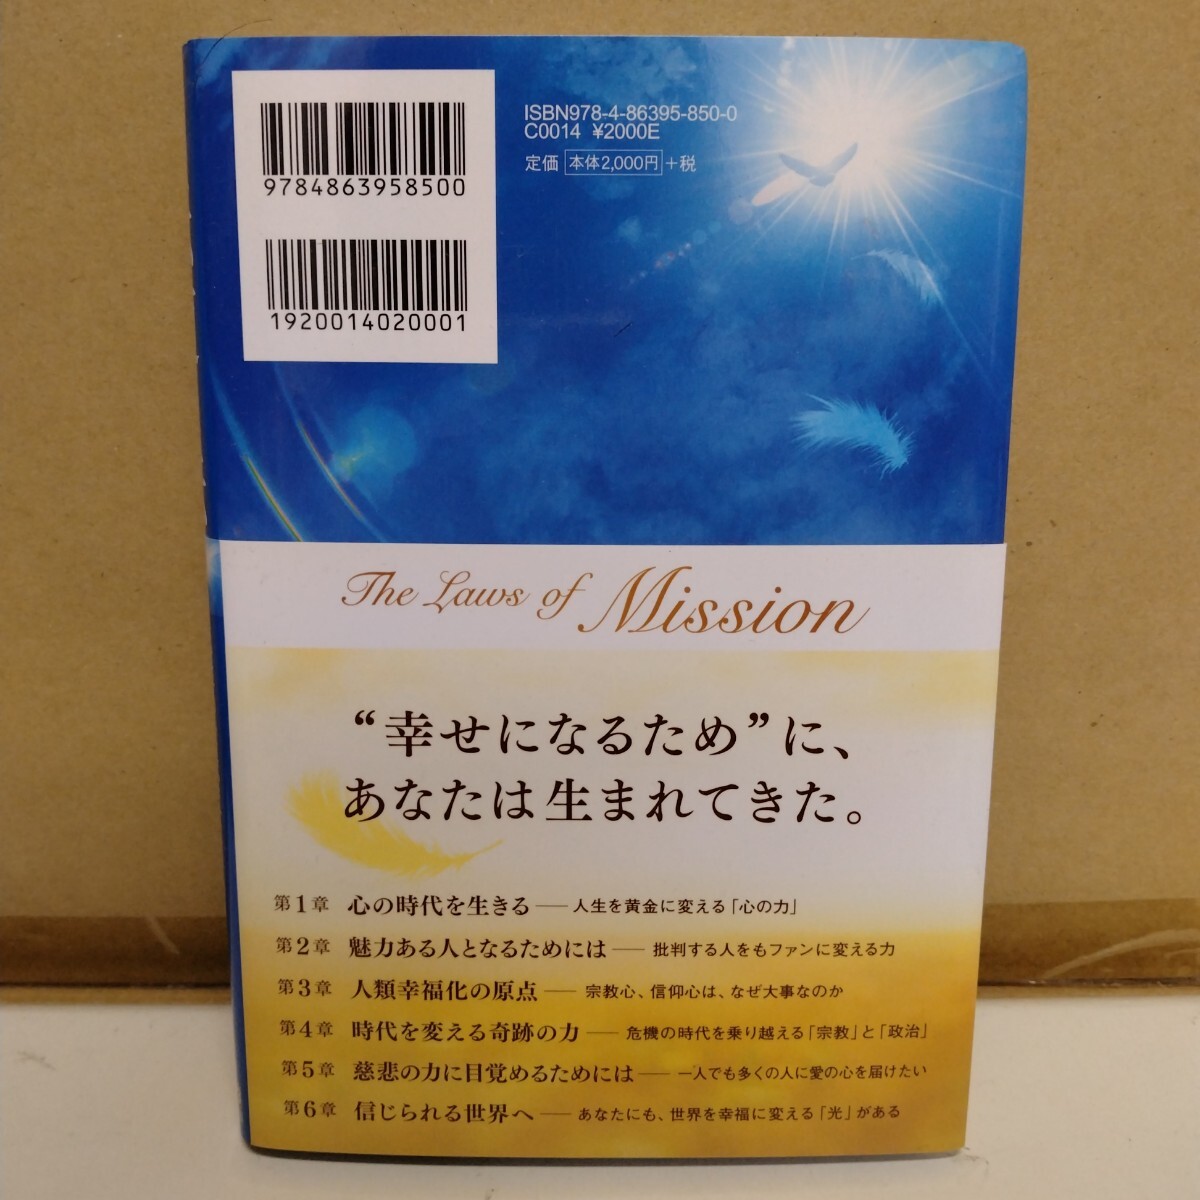 9784863958500
1920014020001
ISBN978-4-86395-850-0
C0014 ¥2000E
定価 本体2,000円+税
The Laws of Mission
“幸せになるため”に、
あなたは生まれてきた。
第1章 心の時代を生きる ── 人生を黄金に変える「心の力」
第2章 魅力ある人となるためには ── 批判する人をもファンに変える力
第3章 人類幸福化の原点 ── 宗教心、信仰心は、なぜ大事なのか
第4章 時代を変える奇跡の力 ── 危機の時代を乗り越える「宗教」と「政治」
第5章 慈悲の力に目覚めるためには ── 一人でも多くの人に愛の心を届けたい
第6章 信じられる世界へ ── あなたにも、世界を幸福に変える「光」がある